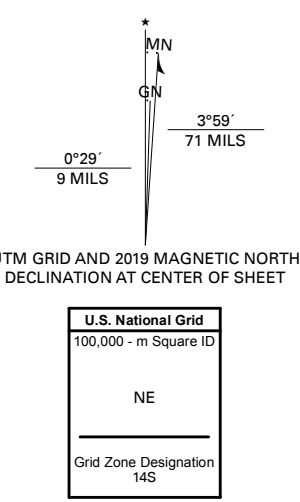 ★
MN
GN
3°59´
71 MILS
0°29´
9 MILS
UTM GRID AND 2019 MAGNETIC NORTH
DECLINATION AT CENTER OF SHEET
U.S. National Grid
100,000 - m Square ID
NE
Grid Zone Designation
14S